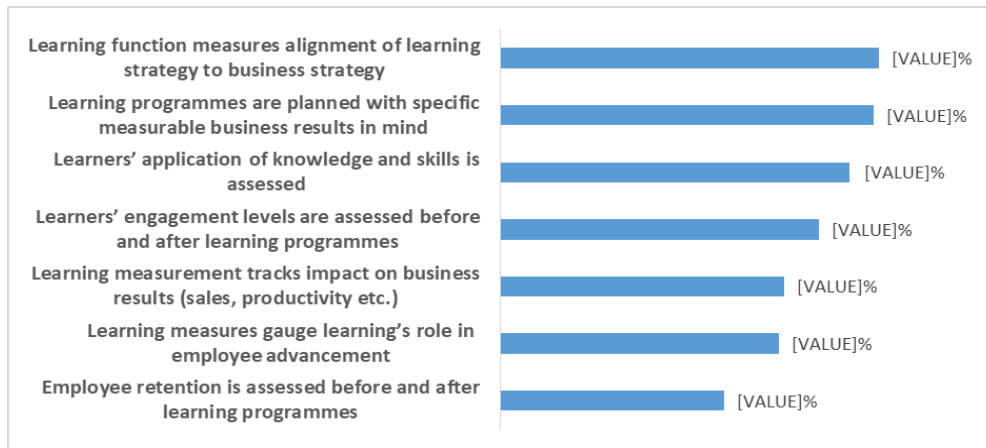 Learning function measures alignment of learning
strategy to business strategy
[VALUE]%
Learning programmes are planned with specific
measurable business results in mind
[VALUE]%
Learners’ application of knowledge and skills is
assessed
[VALUE]%
Learners’ engagement levels are assessed before
and after learning programmes
[VALUE]%
Learning measurement tracks impact on business
results (sales, productivity etc.)
[VALUE]%
Learning measures gauge learning’s role in
employee advancement
[VALUE]%
Employee retention is assessed before and after
learning programmes
[VALUE]%